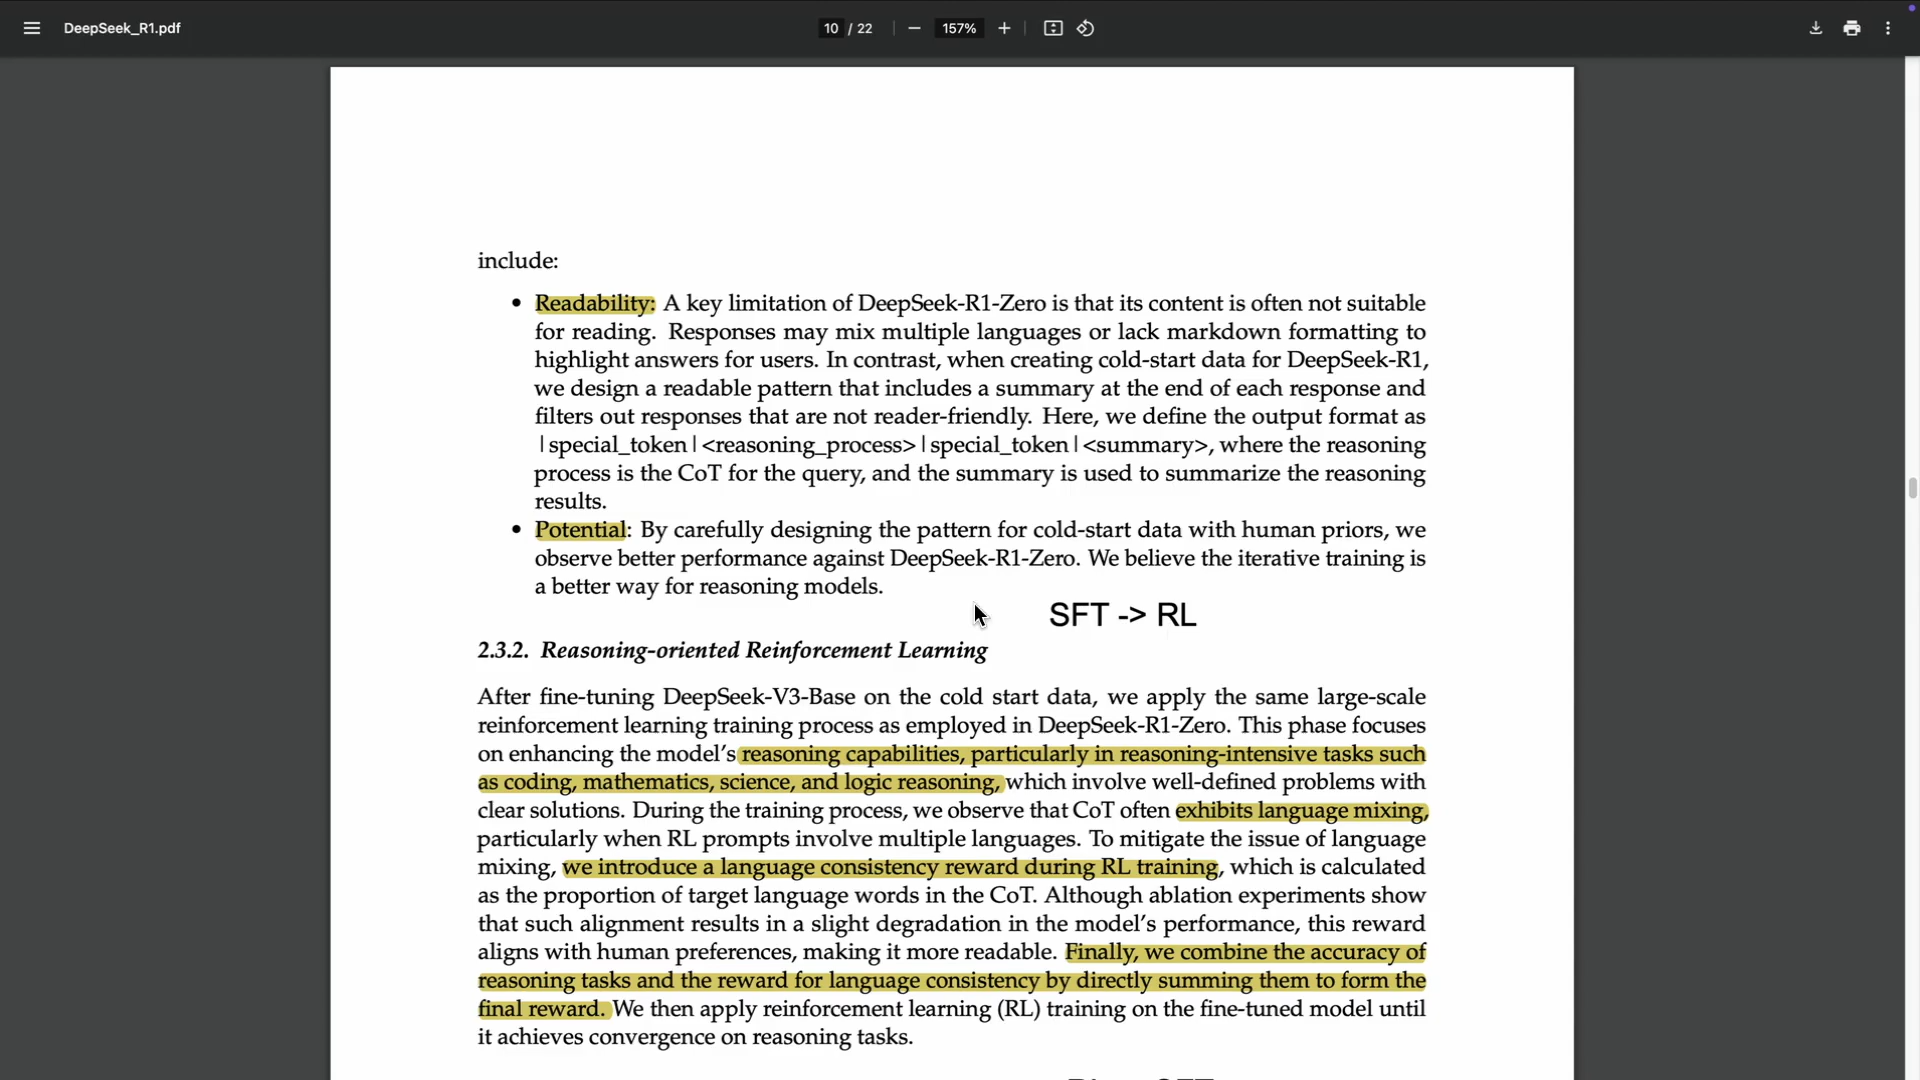 DeepSeek_R1.pdf
10 / 22
157%
include:
• Readability: A key limitation of DeepSeek-R1-Zero is that its content is often not suitable
for reading. Responses may mix multiple languages or lack markdown formatting to
highlight answers for users. In contrast, when creating cold-start data for DeepSeek-R1,
we design a readable pattern that includes a summary at the end of each response and
filters out responses that are not reader-friendly. Here, we define the output format as
|special_token|<reasoning_process>|special_token|<summary>, where the reasoning
process is the CoT for the query, and the summary is used to summarize the reasoning
results.
• Potential: By carefully designing the pattern for cold-start data with human priors, we
observe better performance against DeepSeek-R1-Zero. We believe the iterative training is
a better way for reasoning models.
SFT -> RL
2.3.2. Reasoning-oriented Reinforcement Learning
After fine-tuning DeepSeek-V3-Base on the cold start data, we apply the same large-scale
reinforcement learning training process as employed in DeepSeek-R1-Zero. This phase focuses
on enhancing the model's reasoning capabilities, particularly in reasoning-intensive tasks such
as coding, mathematics, science, and logic reasoning, which involve well-defined problems with
clear solutions. During the training process, we observe that CoT often exhibits language mixing,
particularly when RL prompts involve multiple languages. To mitigate the issue of language
mixing, we introduce a language consistency reward during RL training, which is calculated
as the proportion of target language words in the CoT. Although ablation experiments show
that such alignment results in a slight degradation in the model's performance, this reward
aligns with human preferences, making it more readable. Finally, we combine the accuracy of
reasoning tasks and the reward for language consistency by directly summing them to form the
final reward. We then apply reinforcement learning (RL) training on the fine-tuned model until
it achieves convergence on reasoning tasks.